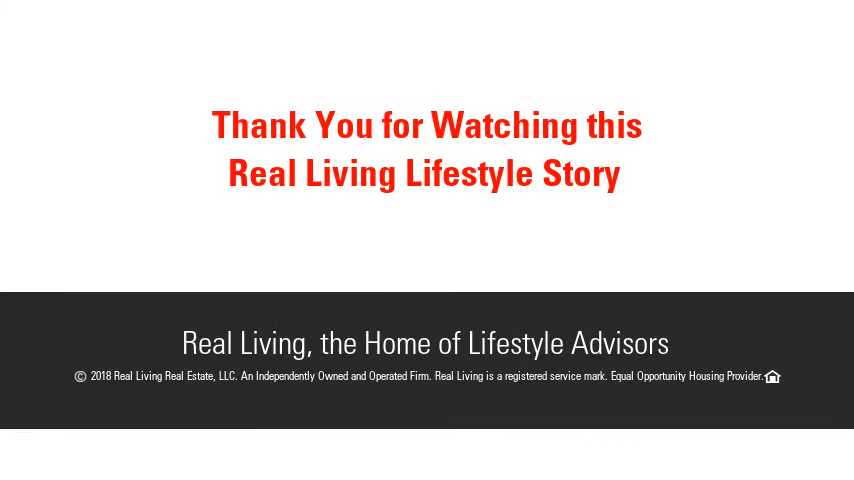 Thank You for Watching this
Real Living Lifestyle Story
Real Living, the Home of Lifestyle Advisors
© 2018 Real Living Real Estate, LLC. An Independently Owned and Operated Firm. Real Living is a registered service mark. Equal Opportunity Housing Provider.